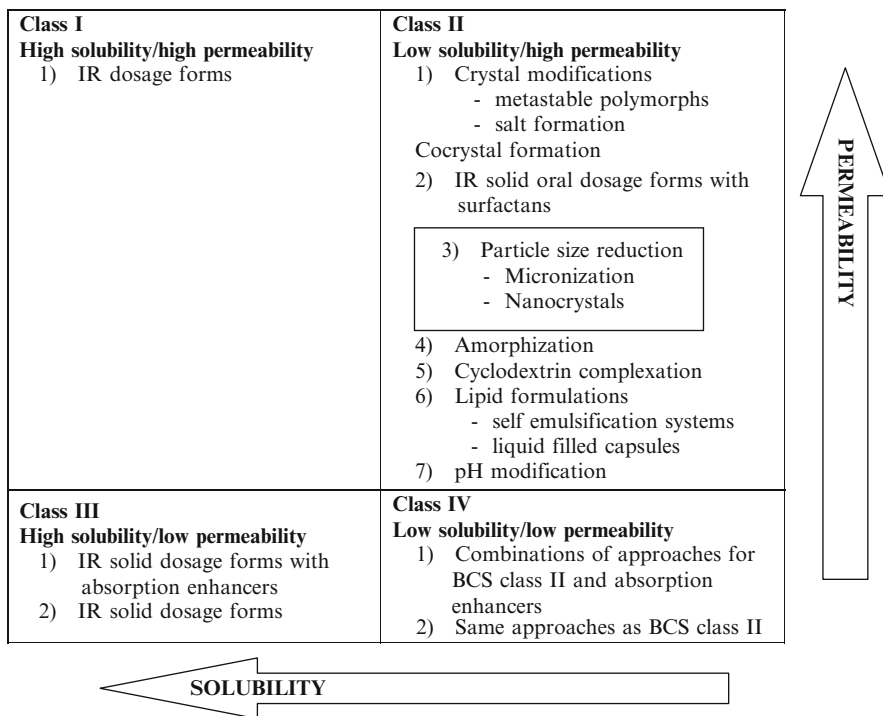 Class I
High solubility/high permeability
1) IR dosage forms
Class II
Low solubility/high permeability
1) Crystal modifications
- metastable polymorphs
- salt formation
Cocrystal formation
2) IR solid oral dosage forms with
surfactans
3) Particle size reduction
- Micronization
- Nanocrystals
4) Amorphization
5) Cyclodextrin complexation
6) Lipid formulations
- self emulsification systems
- liquid filled capsules
7) pH modification
Class III
High solubility/low permeability
1) IR solid dosage forms with
absorption enhancers
2) IR solid dosage forms
Class IV
Low solubility/low permeability
1) Combinations of approaches for
BCS class II and absorption
enhancers
2) Same approaches as BCS class II
PERMEABILITY
SOLUBILITY